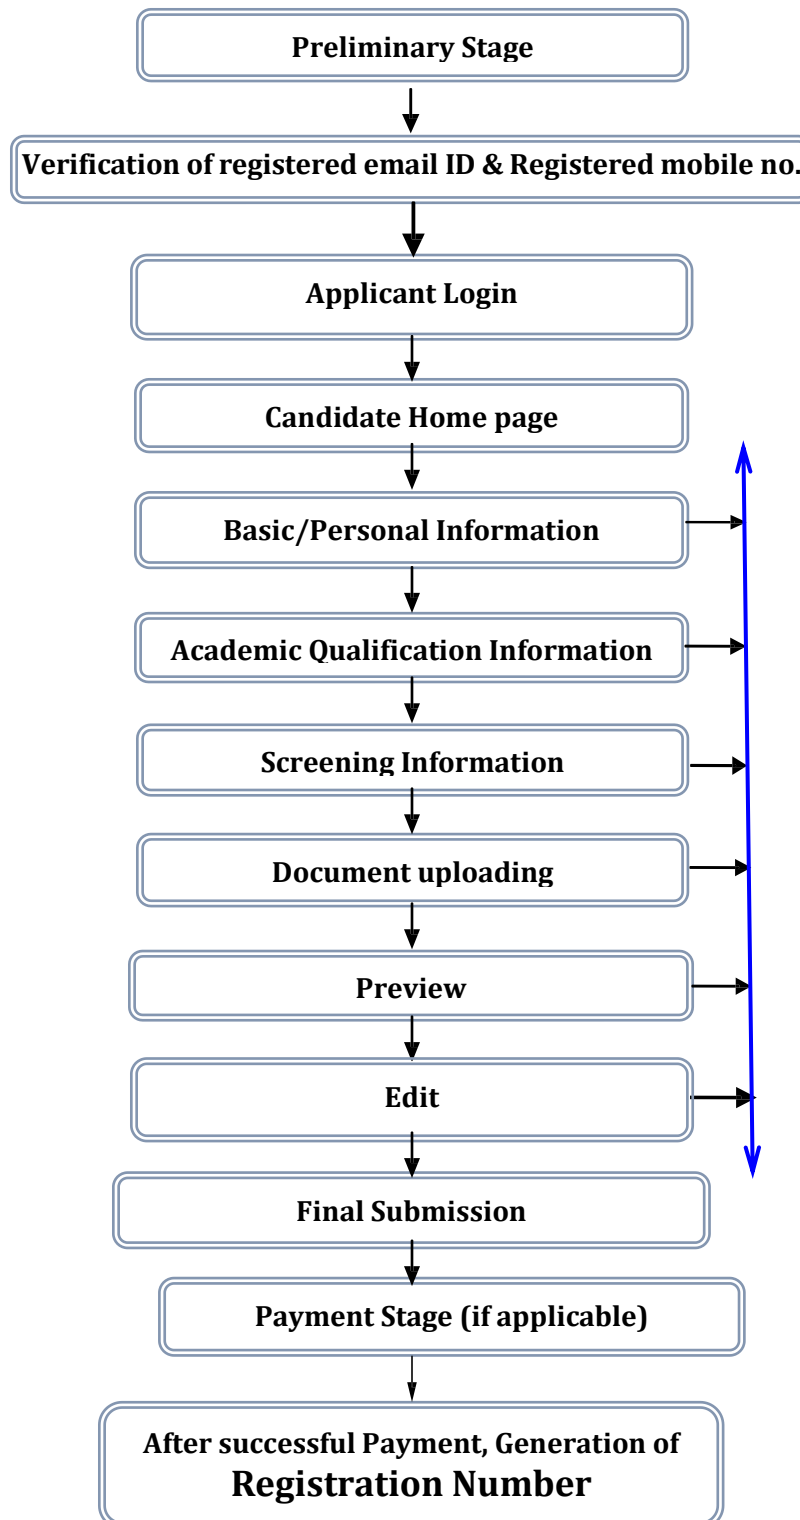 Preliminary Stage
Verification of registered email ID & Registered mobile no.
Applicant Login
Candidate Home page
Basic/Personal Information
Academic Qualification Information
Screening Information
Document uploading
Preview
Edit
Final Submission
Payment Stage (if applicable)
After successful Payment, Generation of
Registration Number